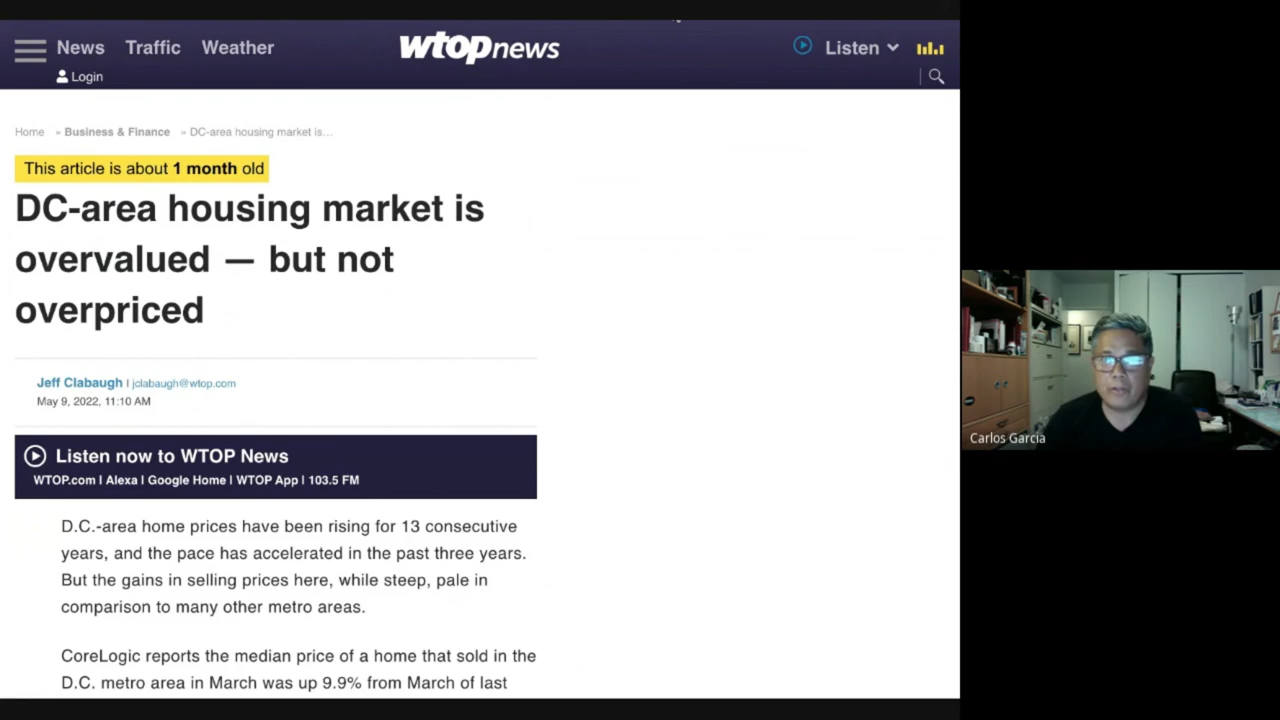 News Traffic Weather
wtopnews
Listen
Login
Home » Business & Finance » DC-area housing market is...
This article is about 1 month old
DC-area housing market is
overvalued — but not
overpriced
Jeff Clabaugh | jclabaugh@wtop.com
May 9, 2022, 11:10 AM
Listen now to WTOP News
WTOP.com | Alexa | Google Home | WTOP App | 103.5 FM
D.C.-area home prices have been rising for 13 consecutive
years, and the pace has accelerated in the past three years.
But the gains in selling prices here, while steep, pale in
comparison to many other metro areas.
CoreLogic reports the median price of a home that sold in the
D.C. metro area in March was up 9.9% from March of last
Carlos Garcia